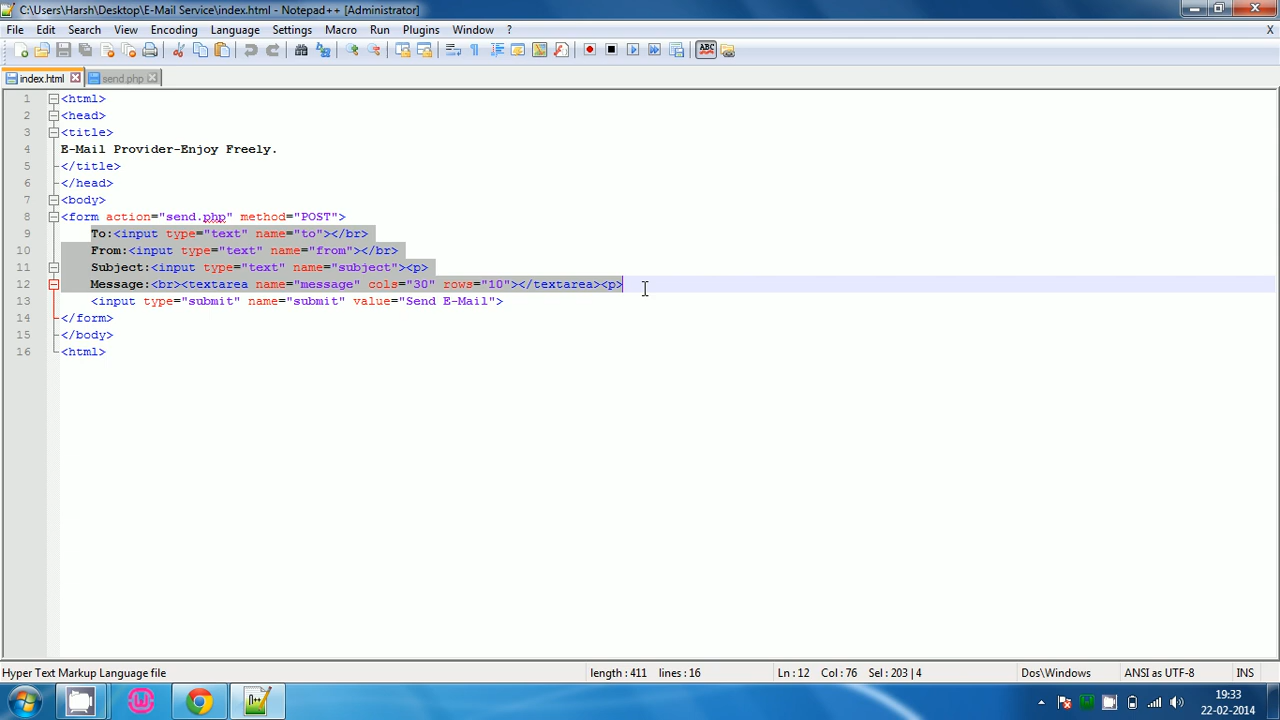 C:\Users\Harsh\Desktop\E-Mail Service\index.html - Notepad++ [Administrator]
File Edit Search View Encoding Language Settings Macro Run Plugins Window ? X
ABC
index.html send.php
1 <html>
2 <head>
3 <title>
4 E-Mail Provider-Enjoy Freely.
5 </title>
6 </head>
7 <body>
8 <form action="send.php" method="POST">
9 To:<input type="text" name="to"></br>
10 From:<input type="text" name="from"></br>
11 Subject:<input type="text" name="subject"><p>
12 Message:<br><textarea name="message" cols="30" rows="10"></textarea><p>
13 <input type="submit" name="submit" value="Send E-Mail">
14 </form>
15 </body>
16 <html>
Hyper Text Markup Language file length : 411 lines : 16 Ln : 12 Col : 76 Sel : 203 | 4 Dos\Windows ANSI as UTF-8 INS
19:33
22-02-2014